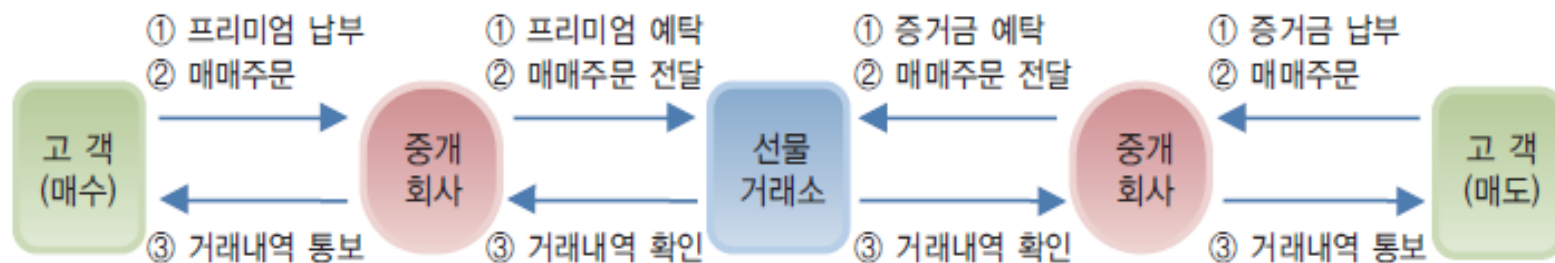 ① 프리미엄 납부
② 매매주문
① 프리미엄 예탁
② 매매주문 전달
① 증거금 예탁
② 매매주문 전달
① 증거금 납부
② 매매주문
고 객
(매수)
중개
회사
선물
거래소
중개
회사
고 객
(매도)
③ 거래내역 통보
③ 거래내역 확인
③ 거래내역 확인
③ 거래내역 통보